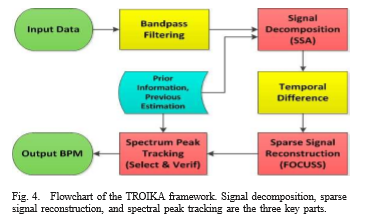 Input Data
Bandpass
Filtering
Signal
Decomposition
(SSA)
Prior
Information,
Previous
Estimation
Temporal
Difference
Output BPM
Spectrum Peak
Tracking
(Select & Verif)
Sparse Signal
Reconstruction
(FOCUSS)
Fig. 4. Flowchart of the TROIKA framework. Signal decomposition, sparse
signal reconstruction, and spectral peak tracking are the three key parts.